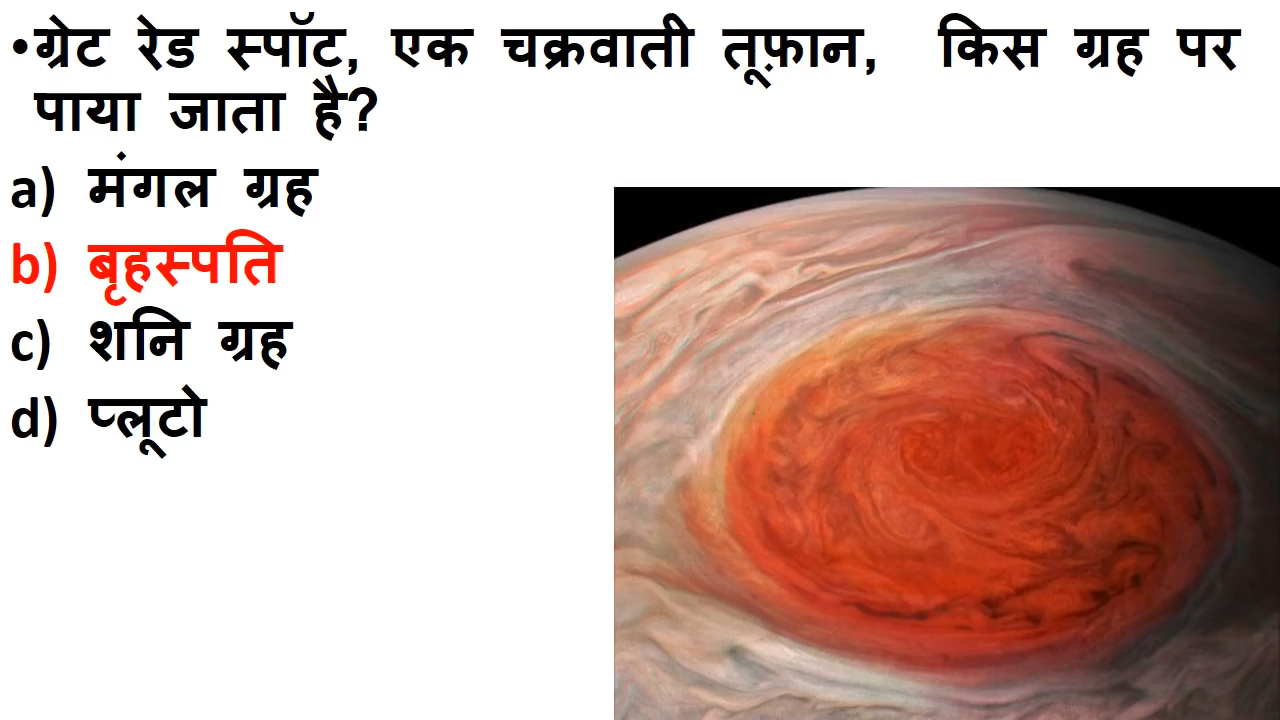 •ग्रेट रेड स्पॉट, एक चक्रवाती तूफ़ान, किस ग्रह पर
पाया जाता है?
a) मंगल ग्रह
b) बृहस्पति
c) शनि ग्रह
d) प्लूटो